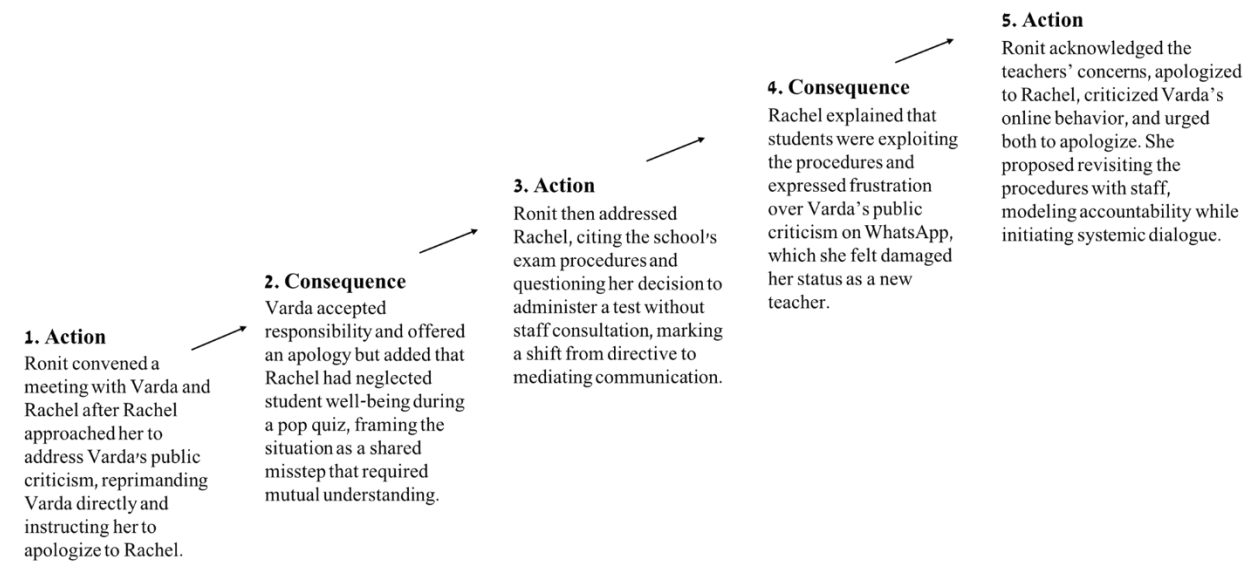 1. Action
Ronit convened a
meeting with Varda and
Rachel after Rachel
approached her to
address Varda's public
criticism, reprimanding
Varda directly and
instructing her to
apologize to Rachel.
2. Consequence
Varda accepted
responsibility and offered
an apology but added that
Rachel had neglected
student well-being during
a pop quiz, framing the
situation as a shared
misstep that required
mutual understanding.
3. Action
Ronit then addressed
Rachel, citing the school's
exam procedures and
questioning her decision to
administer a test without
staff consultation, marking
a shift from directive to
mediating communication.
4. Consequence
Rachel explained that
students were exploiting
the procedures and
expressed frustration
over Varda's public
criticism on WhatsApp,
which she felt damaged
her status as a new
teacher.
5. Action
Ronit acknowledged the
teachers' concerns, apologized
to Rachel, criticized Varda's
online behavior, and urged
both to apologize. She
proposed revisiting the
procedures with staff,
modeling accountability while
initiating systemic dialogue.